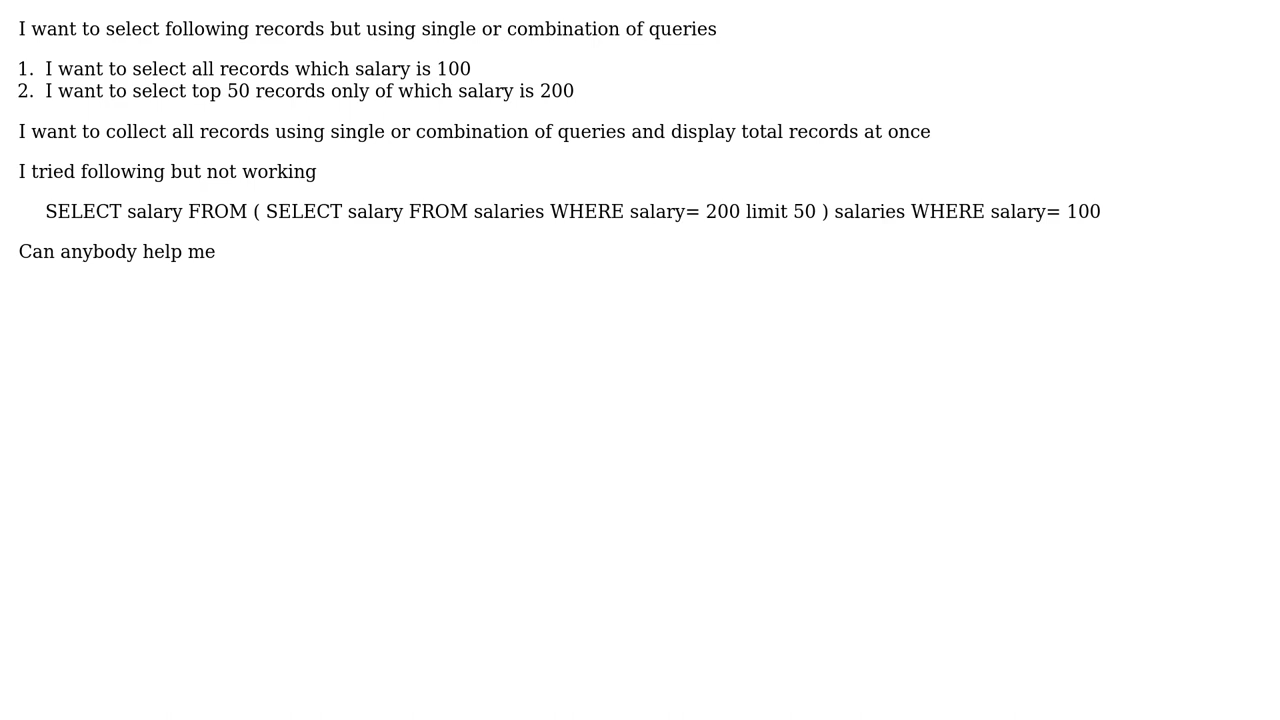 I want to select following records but using single or combination of queries
1. I want to select all records which salary is 100
2. I want to select top 50 records only of which salary is 200
I want to collect all records using single or combination of queries and display total records at once
I tried following but not working
SELECT salary FROM ( SELECT salary FROM salaries WHERE salary= 200 limit 50 ) salaries WHERE salary= 100
Can anybody help me